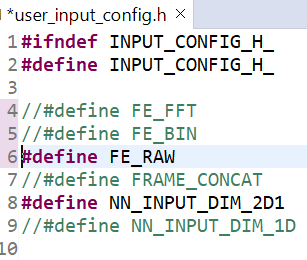 *user_input_config.h
1 #ifndef INPUT_CONFIG_H_
2 #define INPUT_CONFIG_H_
3
4 //#define FE_FFT
5 //#define FE_BIN
6 #define FE_RAW
7 //#define FRAME_CONCAT
8 #define NN_INPUT_DIM_2D1
9 //#define NN_INPUT_DIM_1D
10